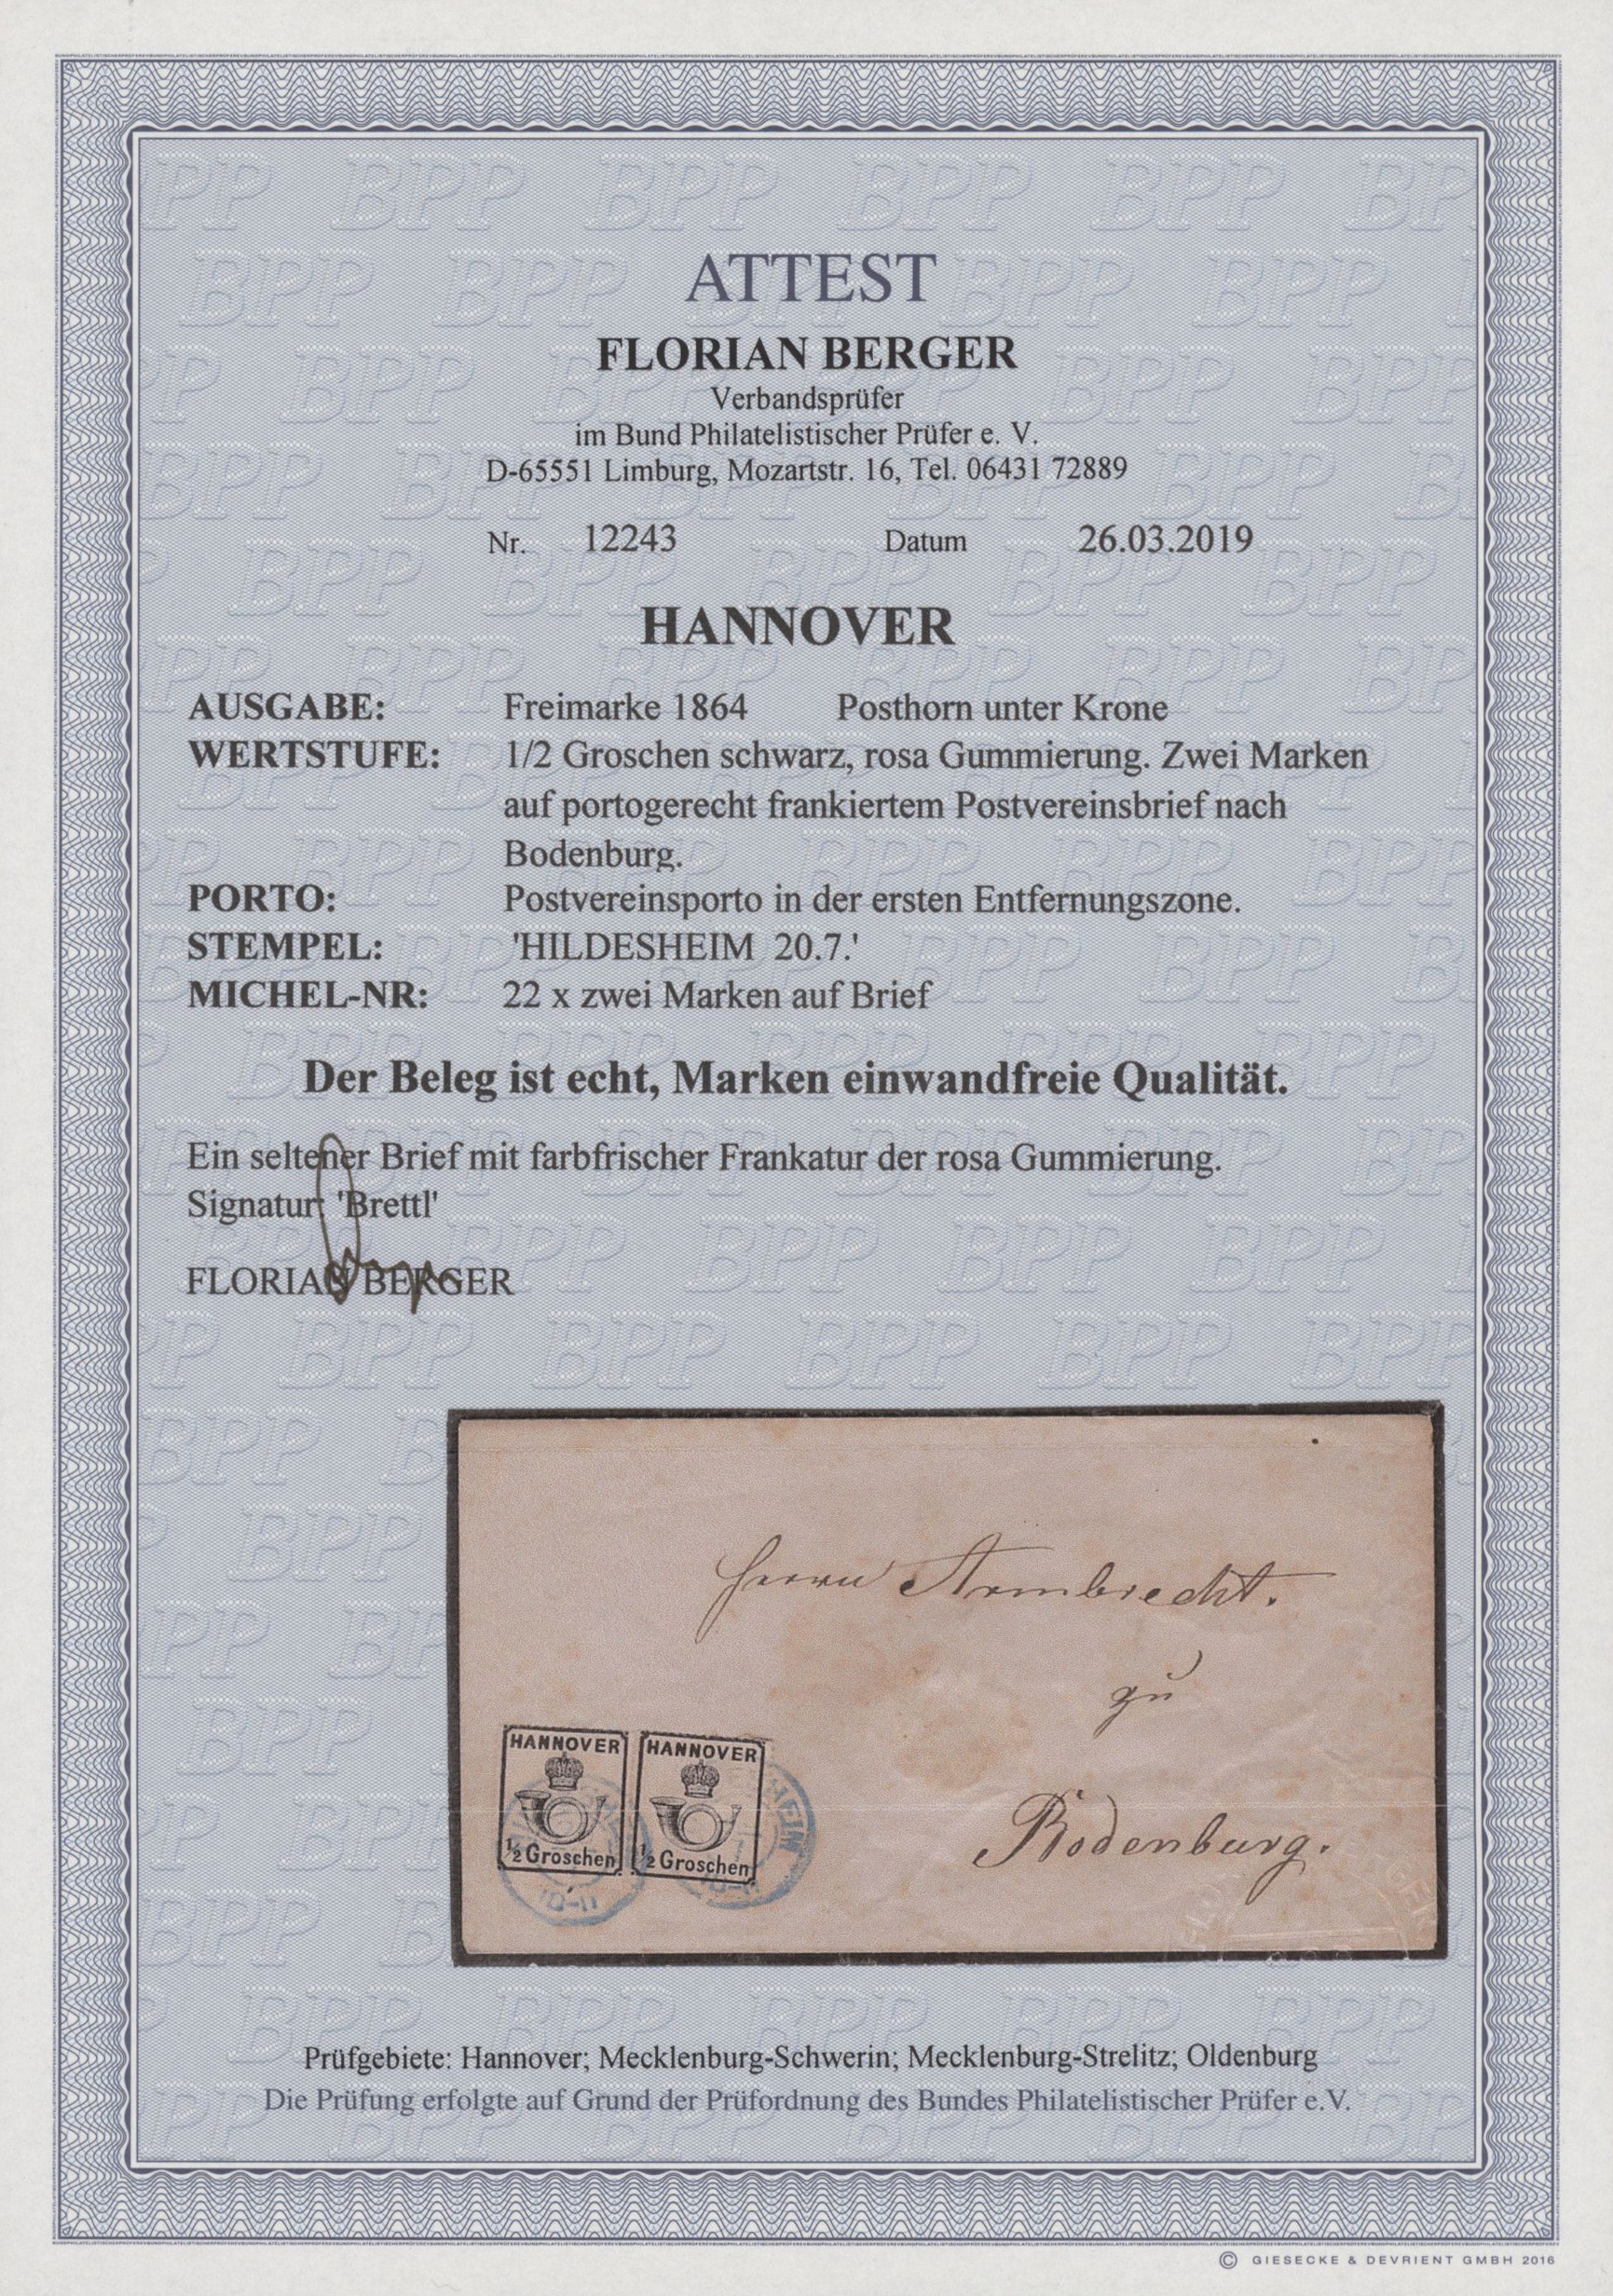 ATTEST
FLORIAN BERGER
Verbandsprüfer
im Bund Philatelistischer Prüfer e. V.
D-65551 Limburg, Mozartstr. 16, Tel. 06431 72889
Nr. 12243 Datum 26.03.2019
HANNOVER
AUSGABE: Freimarke 1864 Posthorn unter Krone
WERTSTUFE: 1/2 Groschen schwarz, rosa Gummierung. Zwei Marken
auf portogerecht frankiertem Postvereinsbrief nach
Bodenburg.
PORTO: Postvereinsporto in der ersten Entfernungszone.
STEMPEL: 'HILDESHEIM 20.7.'
MICHEL-NR: 22 x zwei Marken auf Brief
Der Beleg ist echt, Marken einwandfreie Qualität.
Ein seltener Brief mit farbfrischer Frankatur der rosa Gummierung.
Signatur: 'Brettl'
FLORIAN BERGER
Herrn Armbrecht.
zu
Bodenburg.
HANNOVER HANNOVER
½ Groschen ½ Groschen
10-11
Prüfgebiete: Hannover; Mecklenburg-Schwerin; Mecklenburg-Strelitz; Oldenburg
Die Prüfung erfolgte auf Grund der Prüfordnung des Bundes Philatelistischer Prüfer e.V.
© GIESECKE & DEVRIENT GMBH 2016